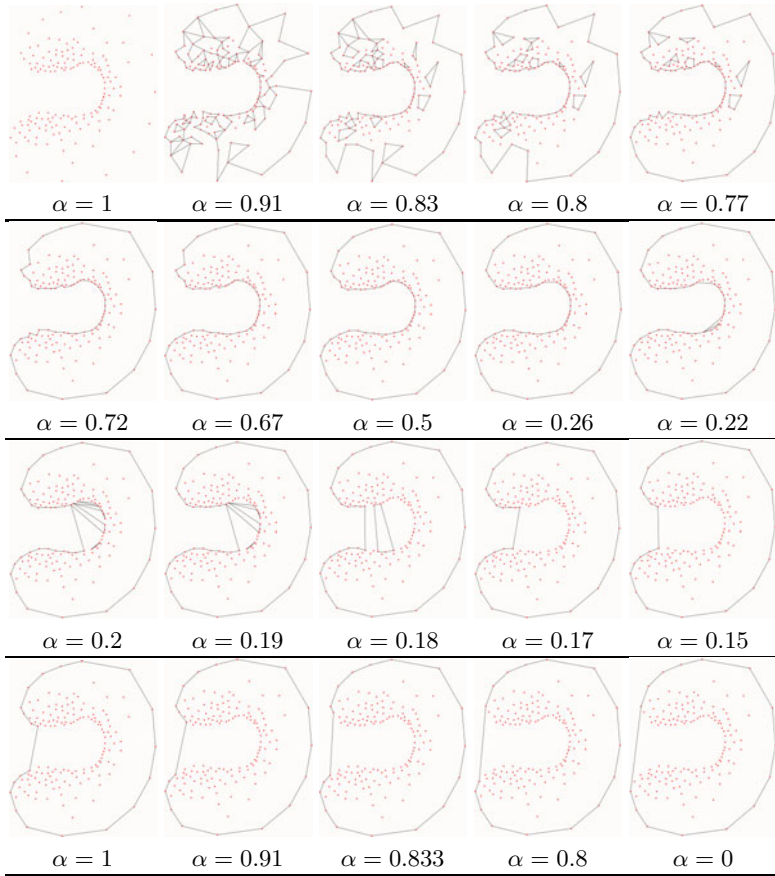 α = 1 α = 0.91 α = 0.83 α = 0.8 α = 0.77
α = 0.72 α = 0.67 α = 0.5 α = 0.26 α = 0.22
α = 0.2 α = 0.19 α = 0.18 α = 0.17 α = 0.15
α = 1 α = 0.91 α = 0.833 α = 0.8 α = 0